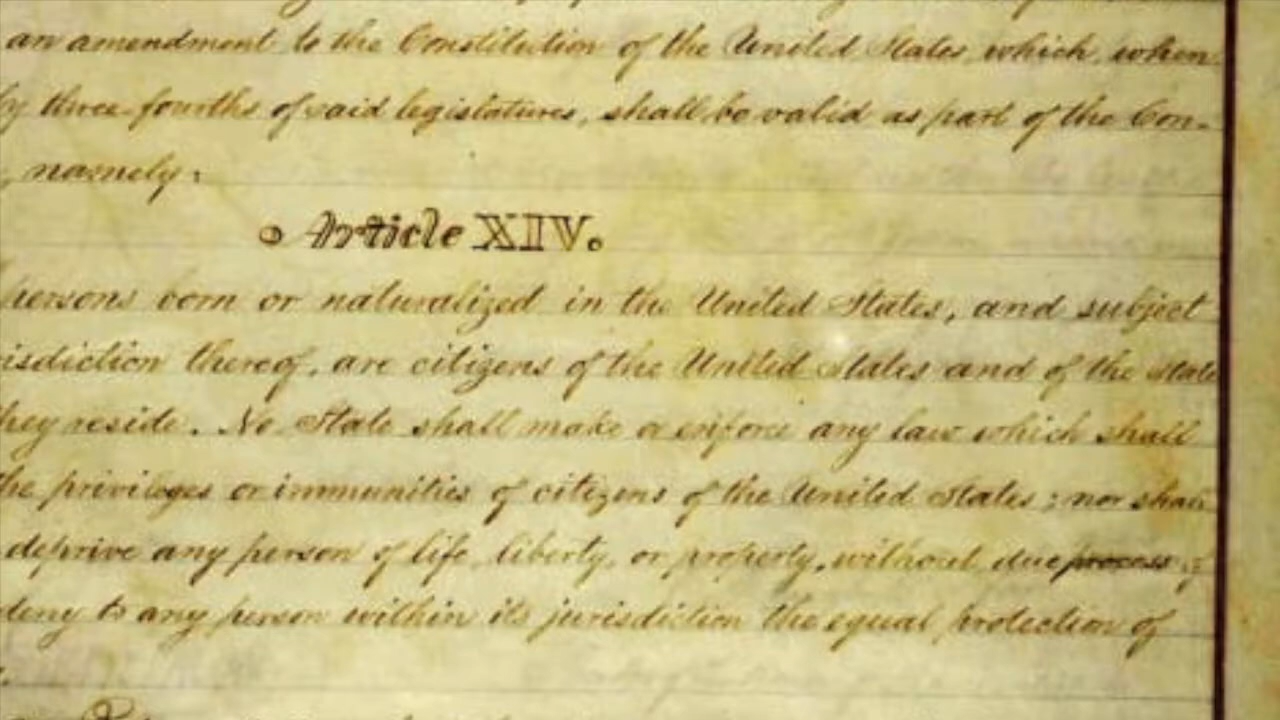 an amendment to the Constitution of the United States, which, when
by three-fourths of said legislatures, shall be valid as part of the Con-
, namely:
Article XIV.
persons born or naturalized in the United States, and subject
isdiction thereof, are citizens of the United States and of the State
they reside. No State shall make or enforce any law which shall
the privileges or immunities of citizens of the United States; nor shall
deprive any person of life, liberty, or property, without due process of
deny to any person within its jurisdiction the equal protection of